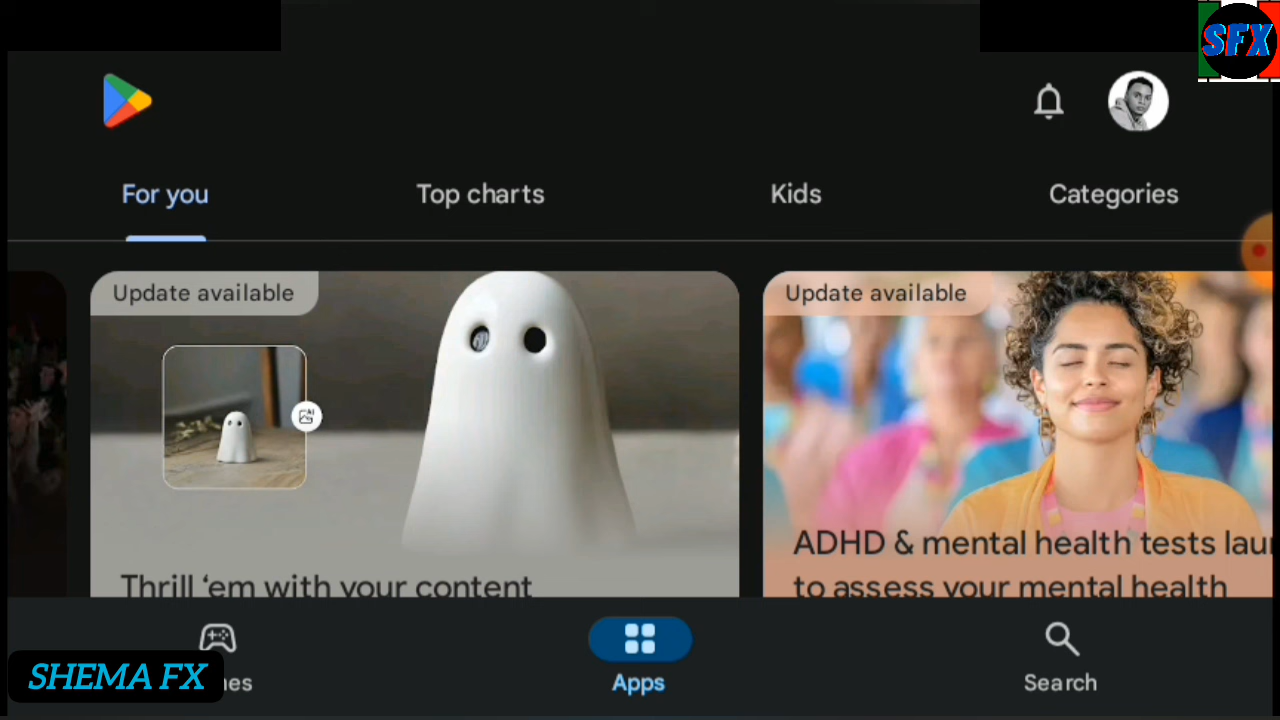 SFX
For you
Top charts
Kids
Categories
Update available
Update available
AI
Thrill ‘em with your content
ADHD & mental health tests
to assess your mental health
SHEMA FX
Apps
Search